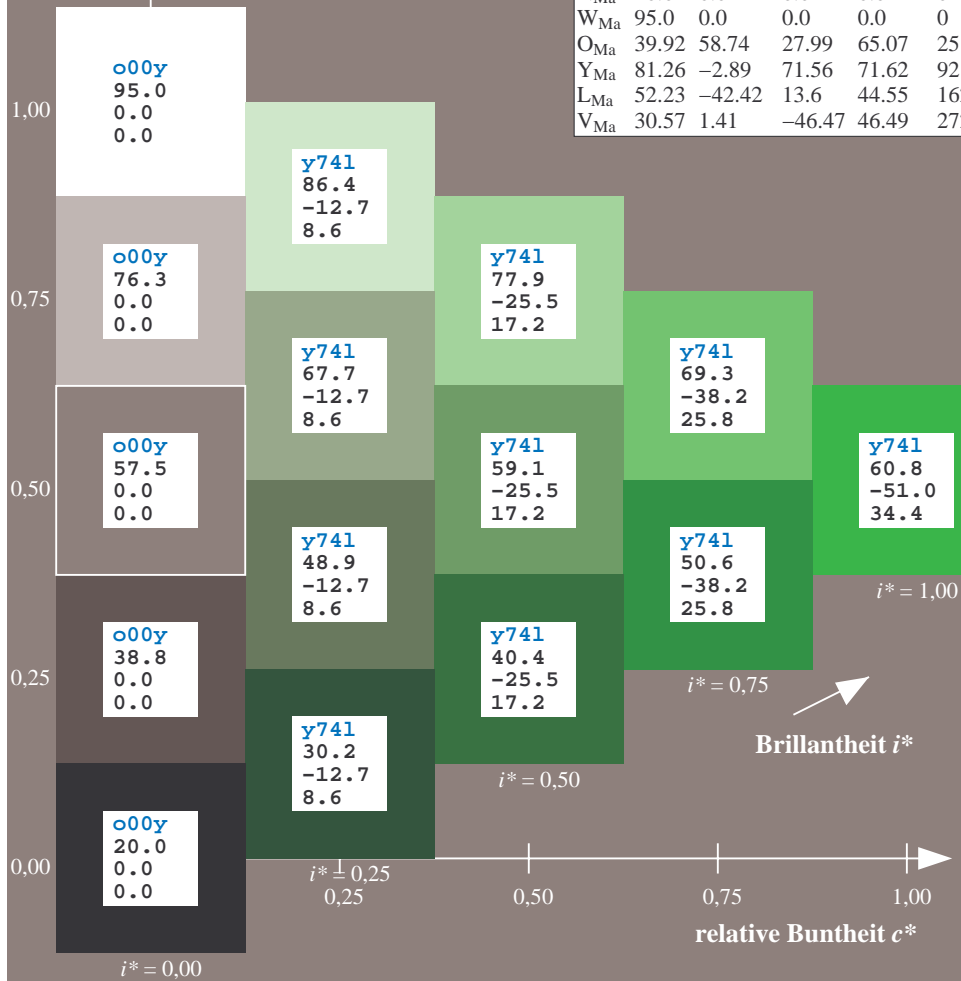 W_Ma 95.0 0.0 0.0 0.0 0
O_Ma 39.92 58.74 27.99 65.07 25
Y_Ma 81.26 −2.89 71.56 71.62 92
L_Ma 52.23 −42.42 13.6 44.55
V_Ma 30.57 1.41 −46.47 46.49
o00y
95.0
0.0
0.0
1,00
y74l
86.4
-12.7
8.6
o00y
76.3
0.0
0.0
y74l
77.9
-25.5
17.2
0,75
y74l
67.7
-12.7
8.6
y74l
69.3
-38.2
25.8
o00y
57.5
0.0
0.0
y74l
59.1
-25.5
17.2
y74l
60.8
-51.0
34.4
0,50
y74l
48.9
-12.7
8.6
y74l
50.6
-38.2
25.8
i* = 1,00
o00y
38.8
0.0
0.0
y74l
40.4
-25.5
17.2
0,25
i* = 0,75
y74l
30.2
-12.7
8.6
Brillantheit i*
i* = 0,50
o00y
20.0
0.0
0.0
0,00
i* = 0,25
0,25 0,50 0,75 1,00
relative Buntheit c*
i* = 0,00